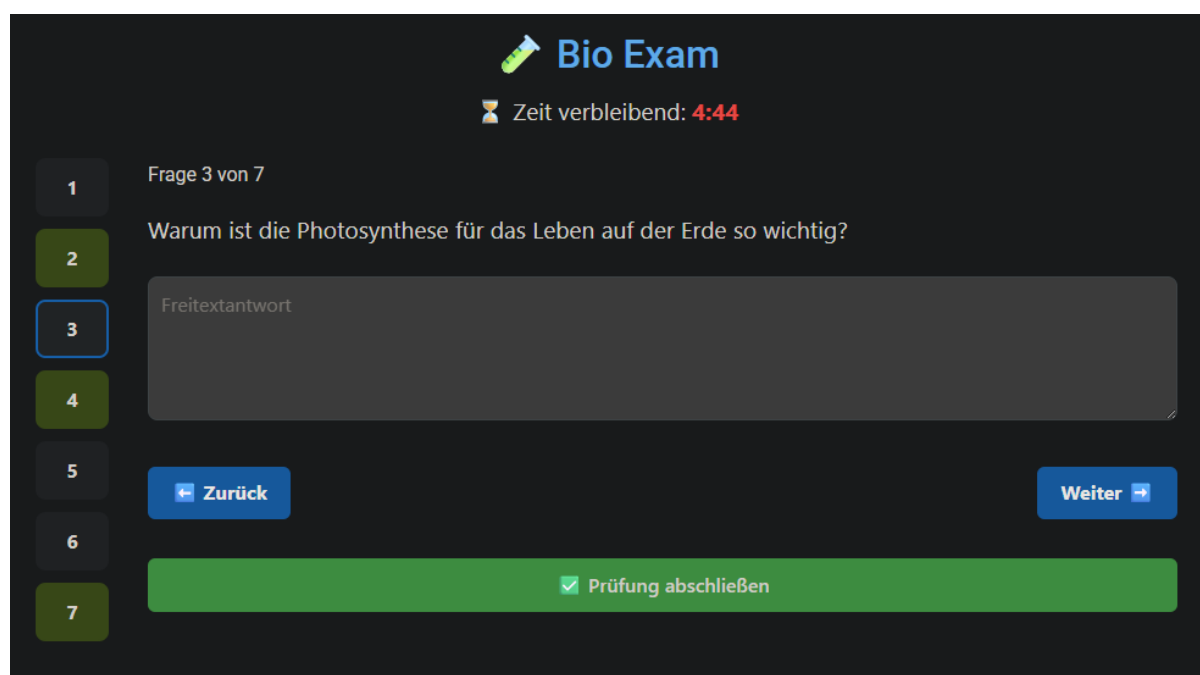 🧪 Bio Exam
⏳ Zeit verbleibend: 4:44
Frage 3 von 7
Warum ist die Photosynthese für das Leben auf der Erde so wichtig?
Freitextantwort
1
2
3
4
5
6
7
⬅️ Zurück
Weiter ➡️
✅ Prüfung abschließen